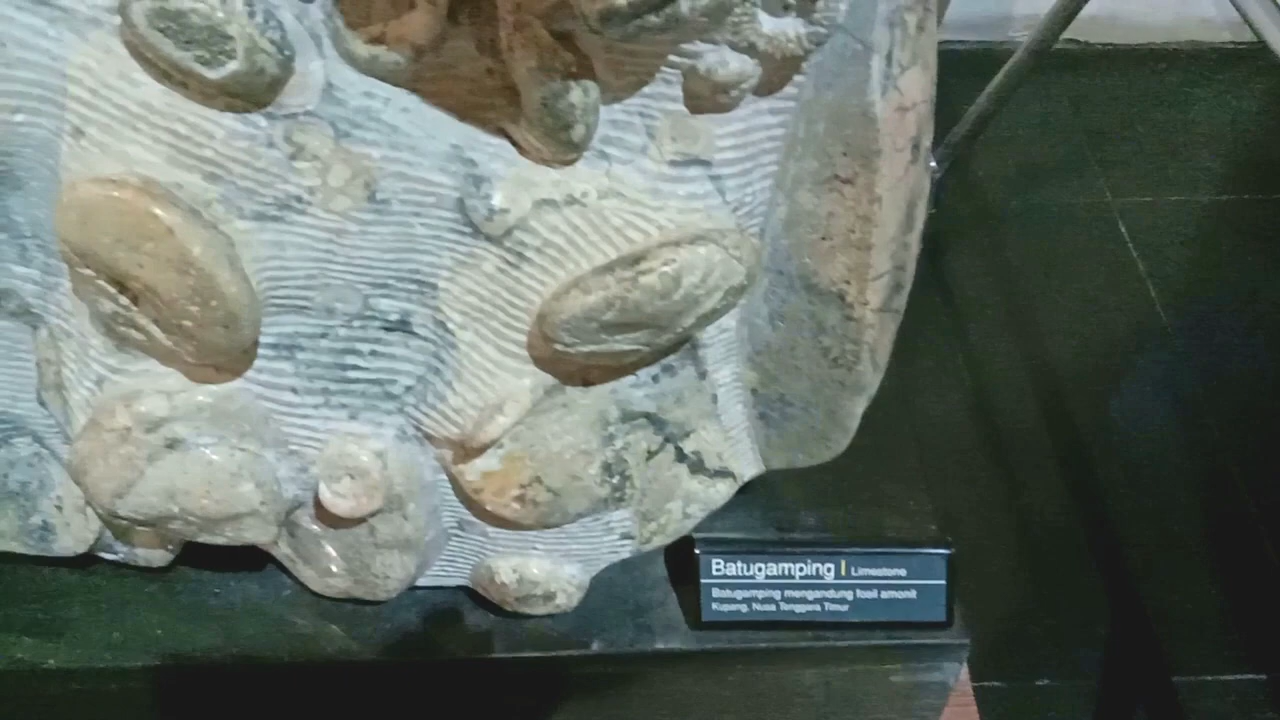 Batugamping | Limestone
Batugamping mengandung fosil amonit
Kupang, Nusa Tenggara Timur